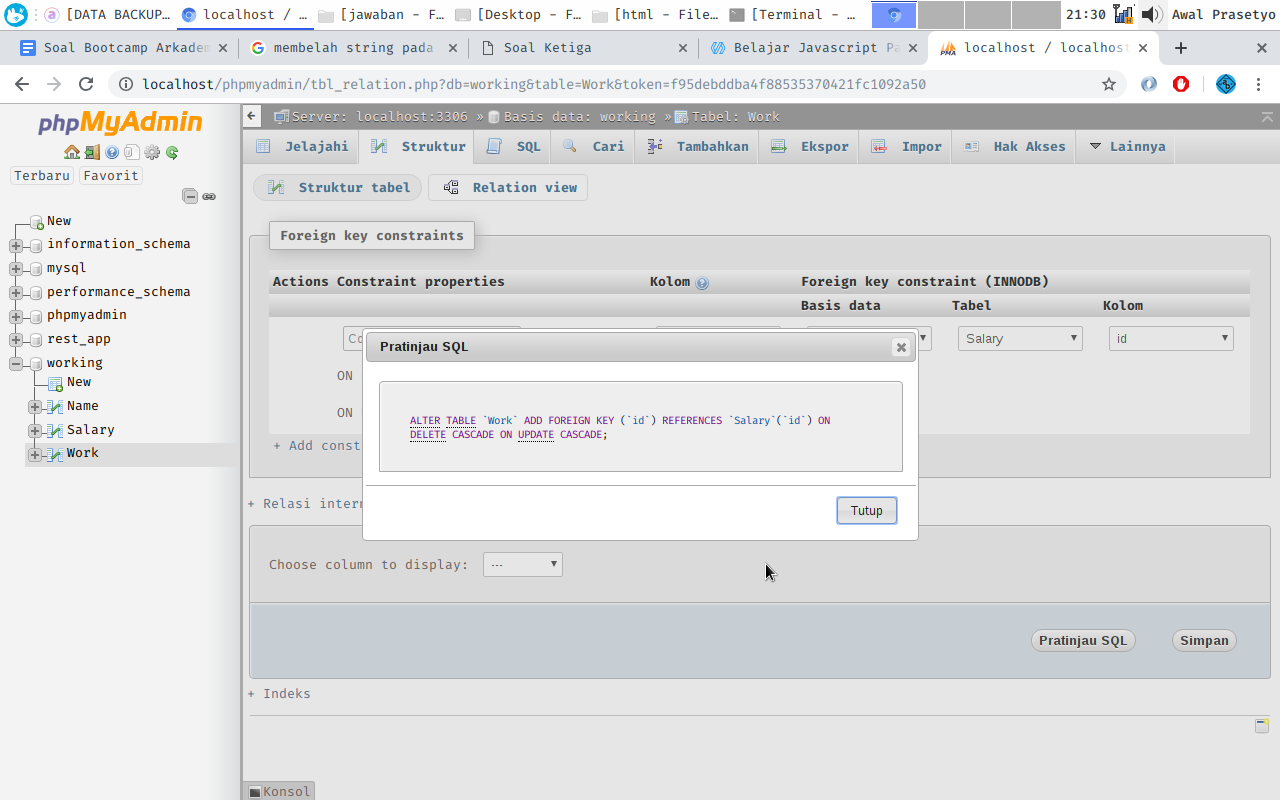 [DATA BACKUP...
localhost / ...
[jawaban - F...
[Desktop - F...
[html - File...
[Terminal - ...
21:30
Awal Prasetyo
Soal Bootcamp Arkadem
membelah string pada
Soal Ketiga
Belajar Javascript Pa
localhost / localhost
localhost/phpmyadmin/tbl_relation.php?db=working&table=Work&token=f95debddba4f88535370421fc1092a50
phpMyAdmin
Terbaru
Favorit
New
information_schema
mysql
performance_schema
phpmyadmin
rest_app
working
New
Name
Salary
Work
Server: localhost:3306 » Basis data: working » Tabel: Work
Jelajahi
Struktur
SQL
Cari
Tambahkan
Ekspor
Impor
Hak Akses
Lainnya
Struktur tabel
Relation view
Foreign key constraints
Actions Constraint properties
Kolom
Foreign key constraint (INNODB)
Basis data
Tabel
Kolom
Co
Salary
id
ON
ON
+ Add const
Pratinjau SQL
ALTER TABLE `Work` ADD FOREIGN KEY (`id`) REFERENCES `Salary`(`id`) ON
DELETE CASCADE ON UPDATE CASCADE;
Tutup
+ Relasi intern
Choose column to display:
---
Pratinjau SQL
Simpan
+ Indeks
Konsol